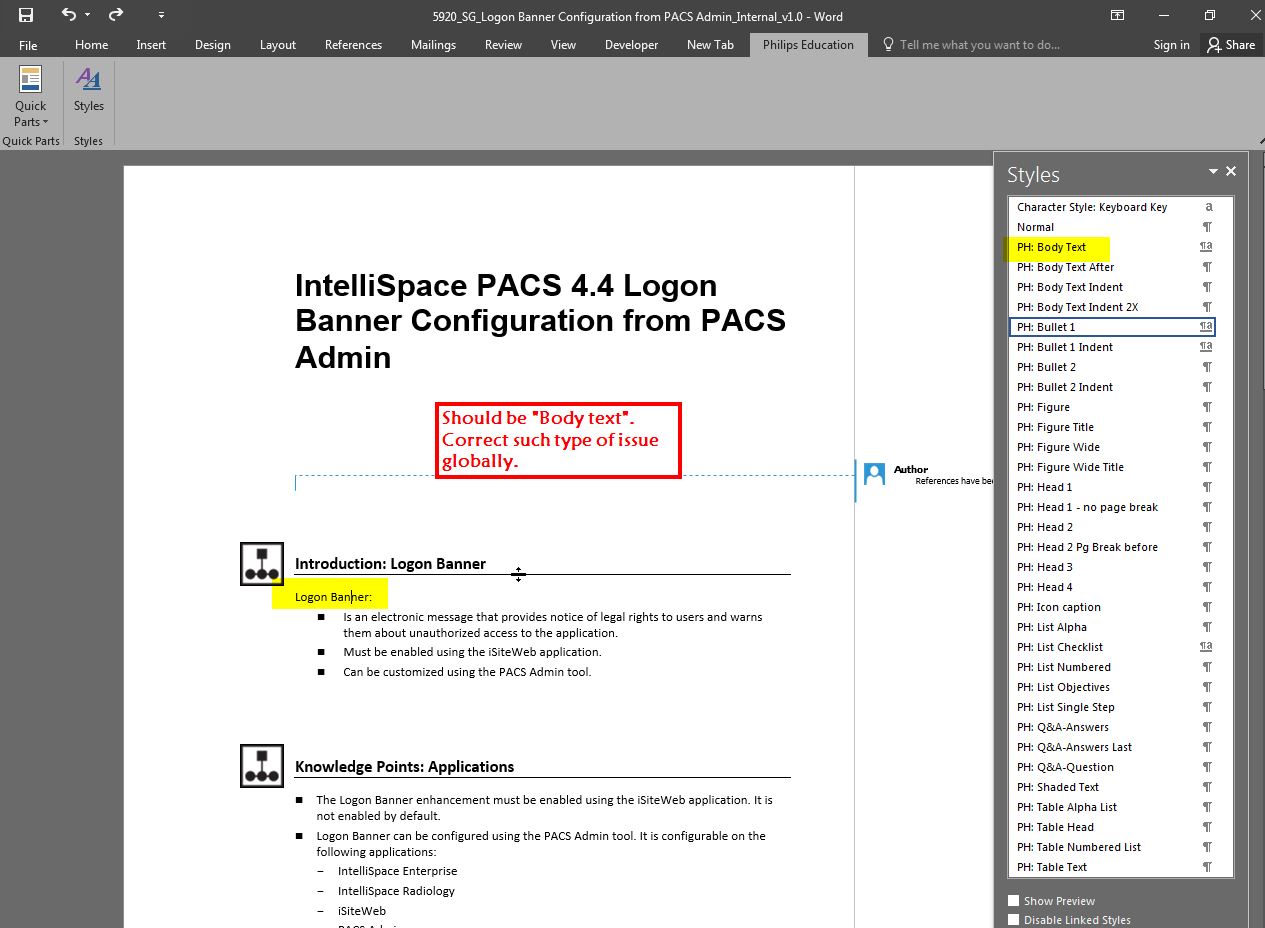 5920_SG_Logon Banner Configuration from PACS Admin_Internal_v1.0 - Word
File Home Insert Design Layout References Mailings Review View Developer New Tab Philips Education Tell me what you want to do... Sign in Share
Quick
Parts
Styles
Quick Parts
Styles
IntelliSpace PACS 4.4 Logon
Banner Configuration from PACS
Admin
Should be "Body text".
Correct such type of issue
globally.
Author
References have bee
Introduction: Logon Banner
Logon Banner:
■ Is an electronic message that provides notice of legal rights to users and warns
them about unauthorized access to the application.
■ Must be enabled using the iSiteWeb application.
■ Can be customized using the PACS Admin tool.
Knowledge Points: Applications
■ The Logon Banner enhancement must be enabled using the iSiteWeb application. It is
not enabled by default.
■ Logon Banner can be configured using the PACS Admin tool. It is configurable on the
following applications:
– IntelliSpace Enterprise
– IntelliSpace Radiology
– iSiteWeb
Styles
Character Style: Keyboard Key a
Normal ¶
PH: Body Text ¶a
PH: Body Text After ¶
PH: Body Text Indent ¶
PH: Body Text Indent 2X ¶
PH: Bullet 1 ¶a
PH: Bullet 1 Indent ¶a
PH: Bullet 2 ¶
PH: Bullet 2 Indent ¶
PH: Figure ¶
PH: Figure Title ¶
PH: Figure Wide ¶
PH: Figure Wide Title ¶
PH: Head 1 ¶
PH: Head 1 - no page break ¶
PH: Head 2 ¶
PH: Head 2 Pg Break before ¶
PH: Head 3 ¶
PH: Head 4 ¶
PH: Icon caption ¶
PH: List Alpha ¶
PH: List Checklist ¶a
PH: List Numbered ¶
PH: List Objectives ¶
PH: List Single Step ¶
PH: Q&A-Answers ¶
PH: Q&A-Answers Last ¶
PH: Q&A-Question ¶
PH: Shaded Text ¶
PH: Table Alpha List ¶
PH: Table Head ¶
PH: Table Numbered List ¶
PH: Table Text ¶
Show Preview
Disable Linked Styles